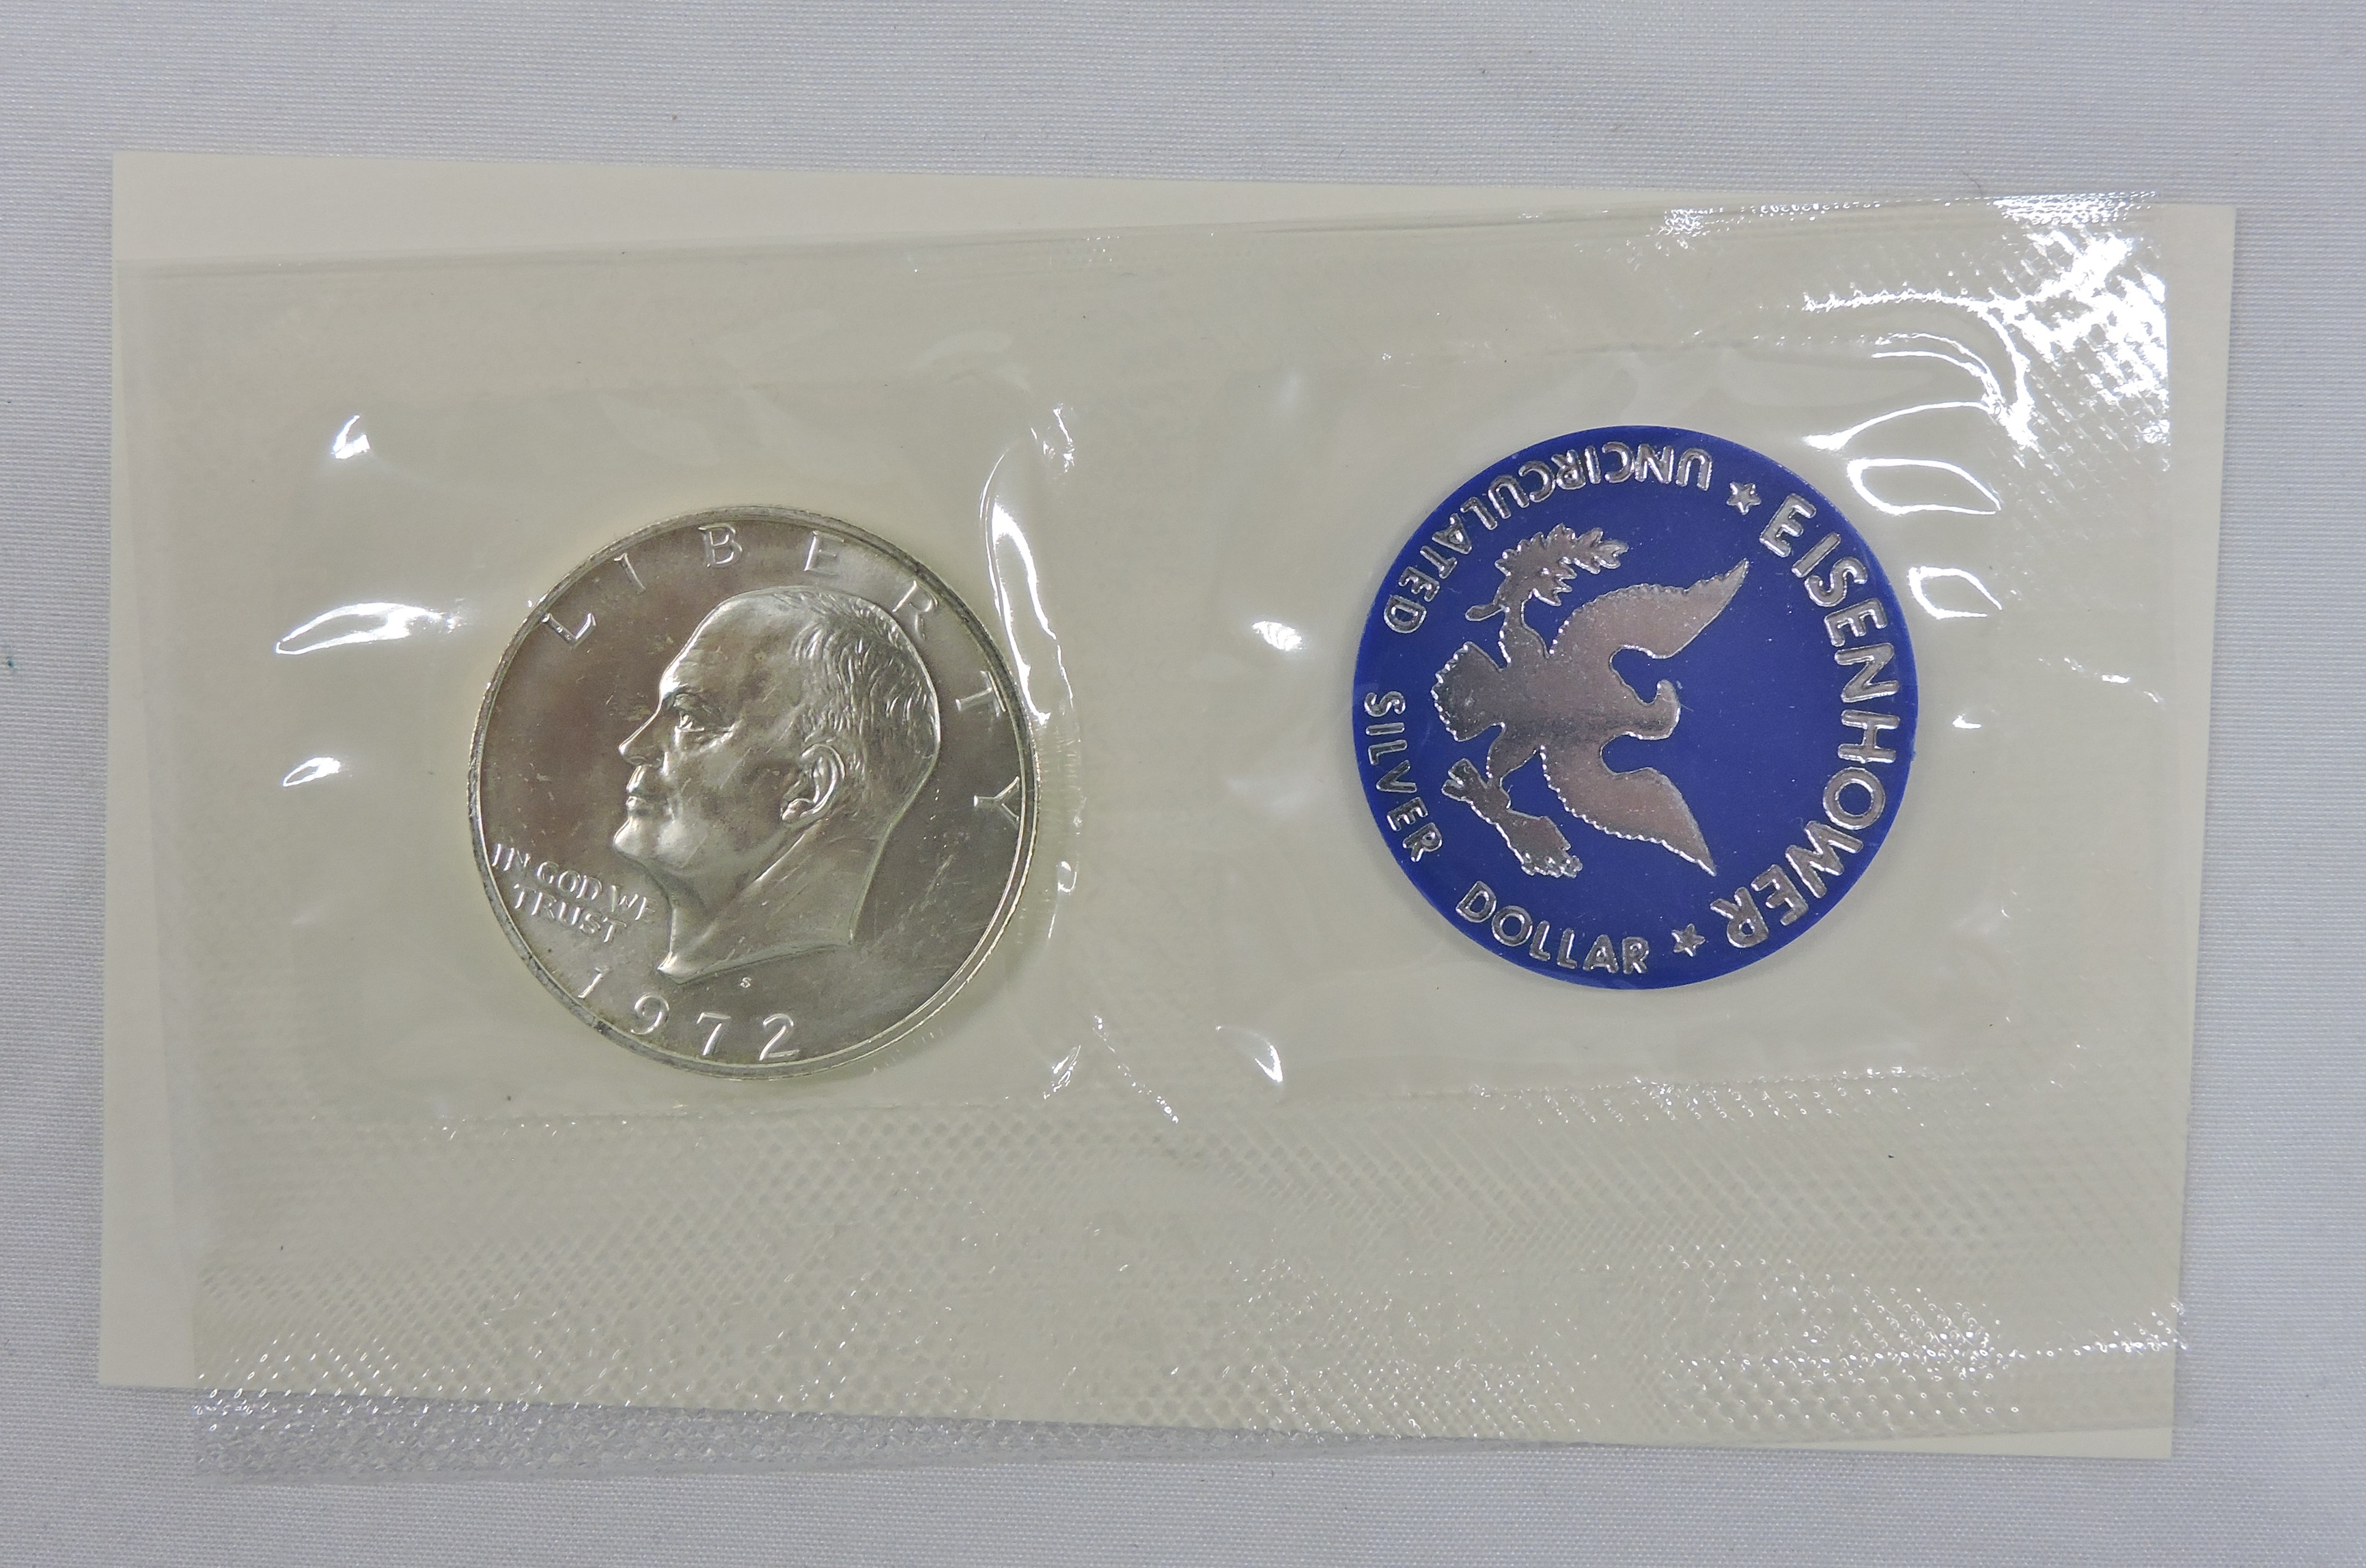 LIBERTY
IN GOD WE
TRUST
S
1972
★ EISENHOWER ★
UNCIRCULATED SILVER DOLLAR